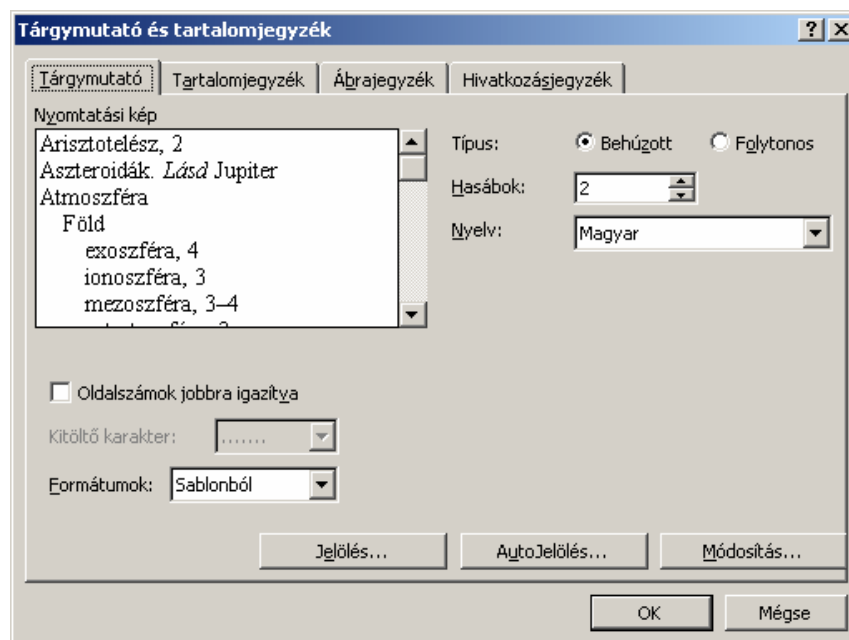 Tárgymutató és tartalomjegyzék
Tárgymutató Tartalomjegyzék Ábrajegyzék Hivatkozásjegyzék
Nyomtatási kép
Arisztotelész, 2
Aszteroidák. Lásd Jupiter
Atmoszféra
Föld
exoszféra, 4
ionoszféra, 3
mezoszféra, 3–4
Típus: Behúzott Folytonos
Hasábok: 2
Nyelv: Magyar
Oldalszámok jobbra igazítva
Kitöltő karakter: .......
Formátumok: Sablonból
Jelölés... AutoJelölés... Módosítás...
OK Mégse